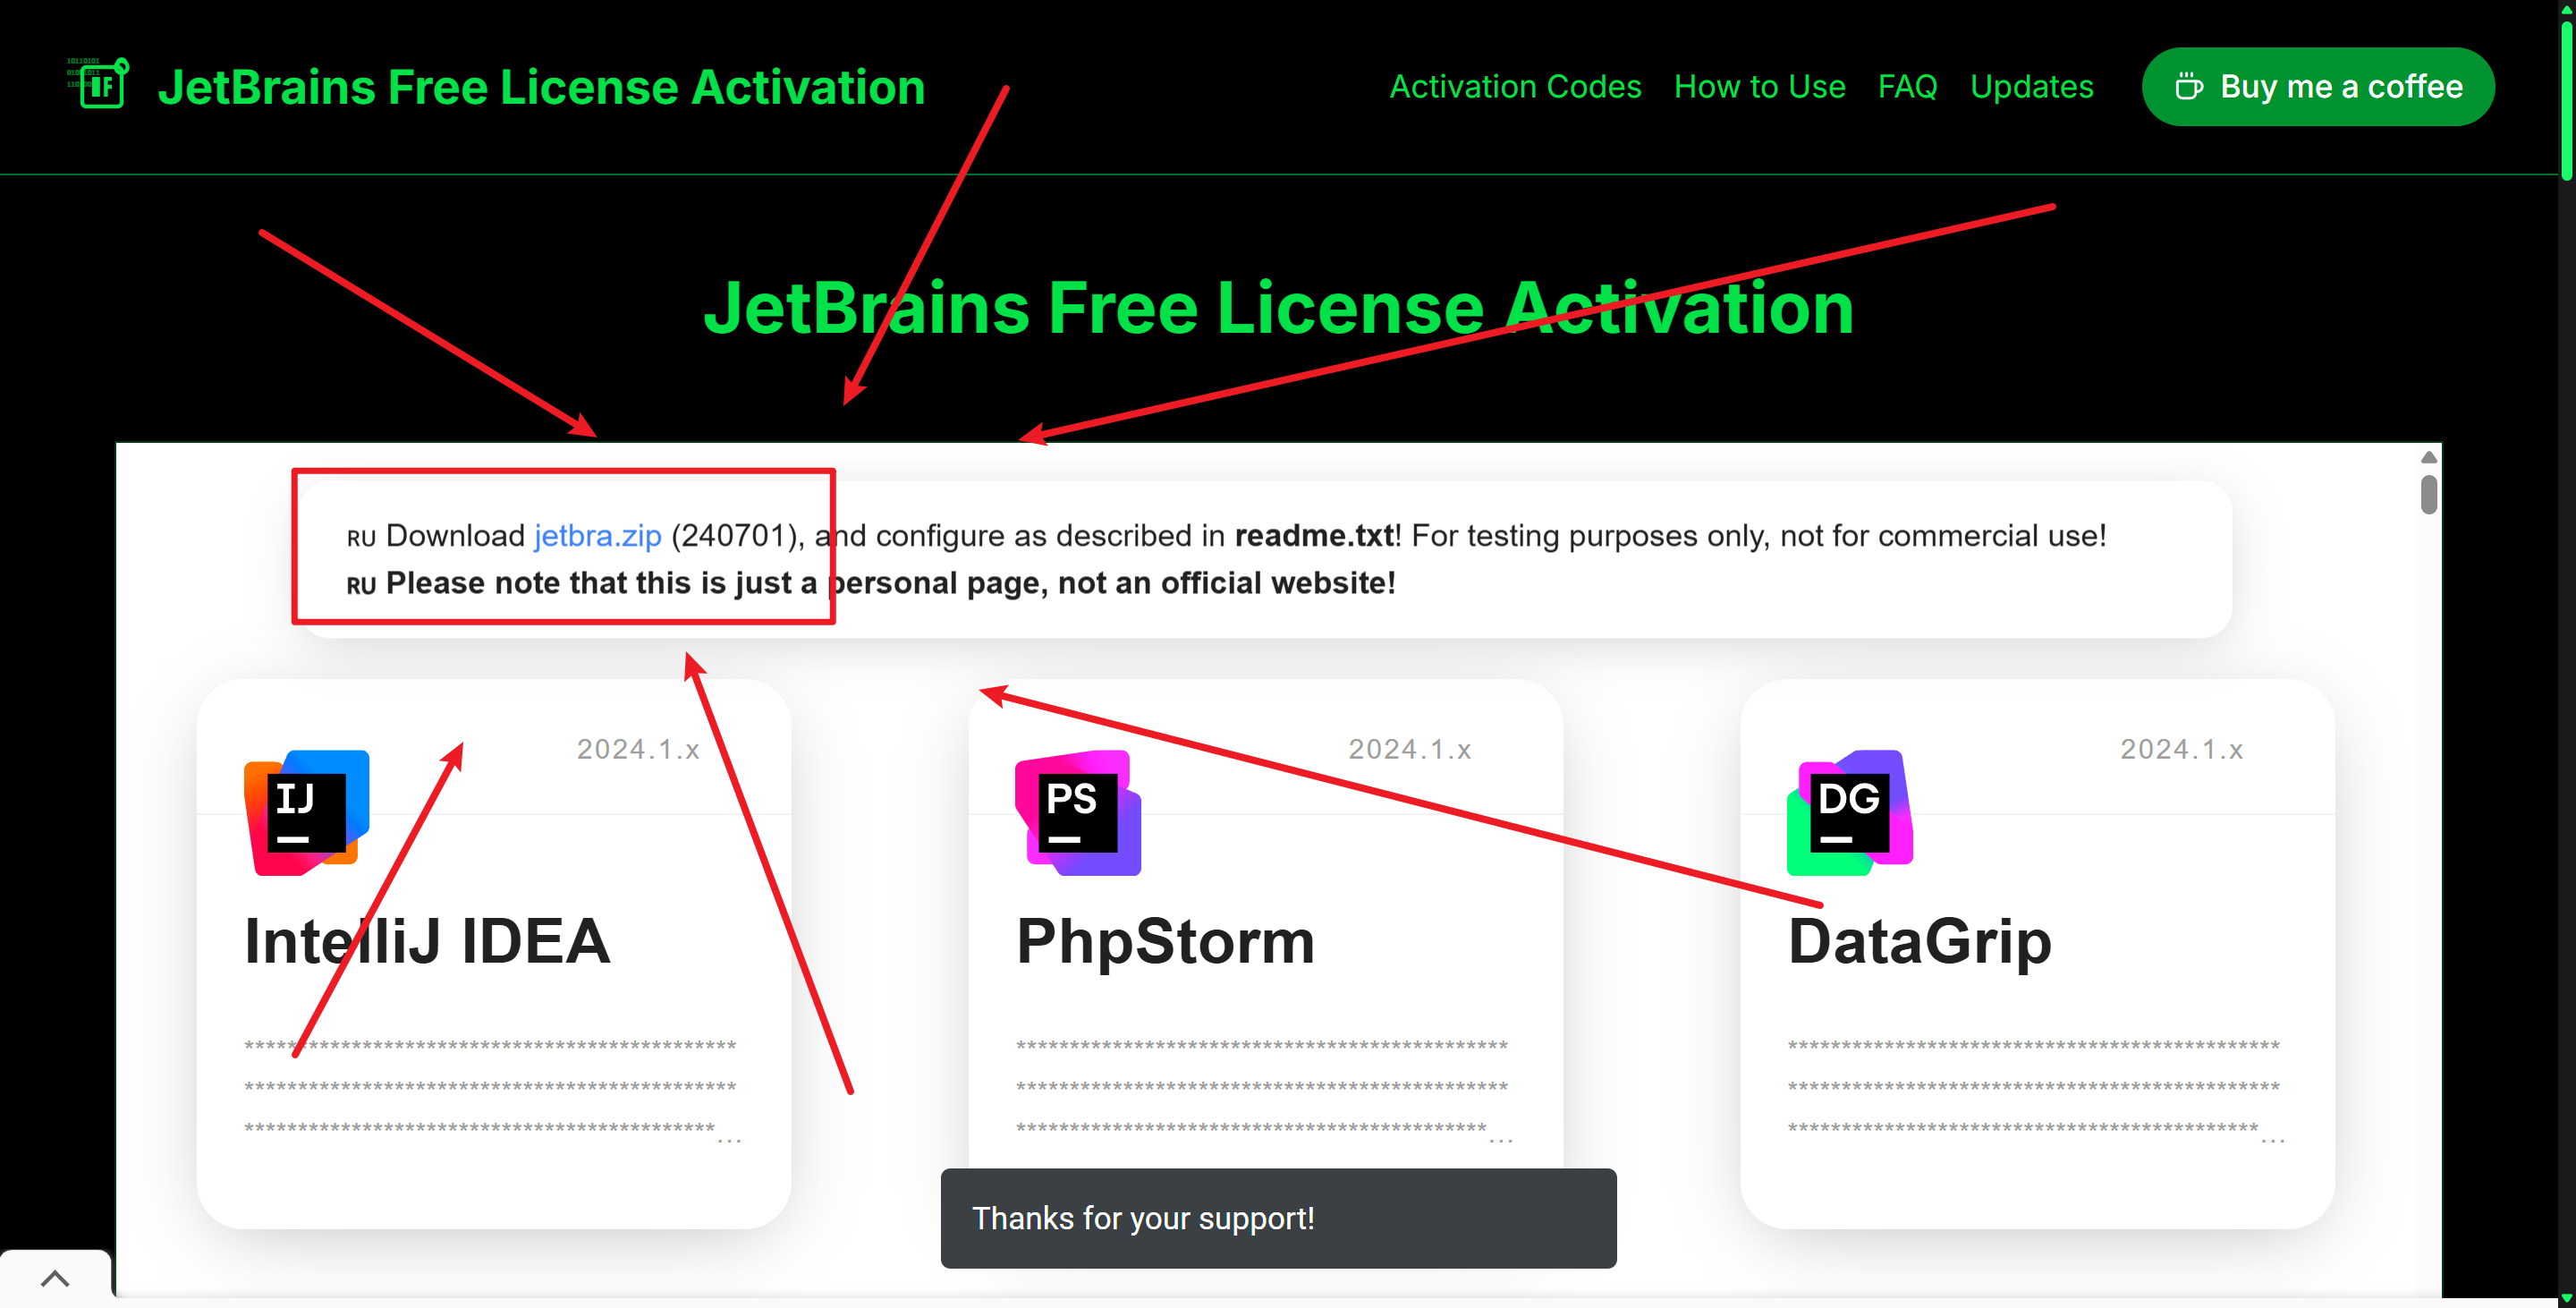 10110101
JetBrains Free License Activation
Activation Codes
How to Use
FAQ
Updates
Buy me a coffee
JetBrains Free License Activation
RU Download jetbra.zip (240701), and configure as described in readme.txt! For testing purposes only, not for commercial use!
RU Please note that this is just a personal page, not an official website!
2024.1.x
IJ
IntelliJ IDEA
2024.1.x
PS
PhpStorm
2024.1.x
DG
DataGrip
Thanks for your support!